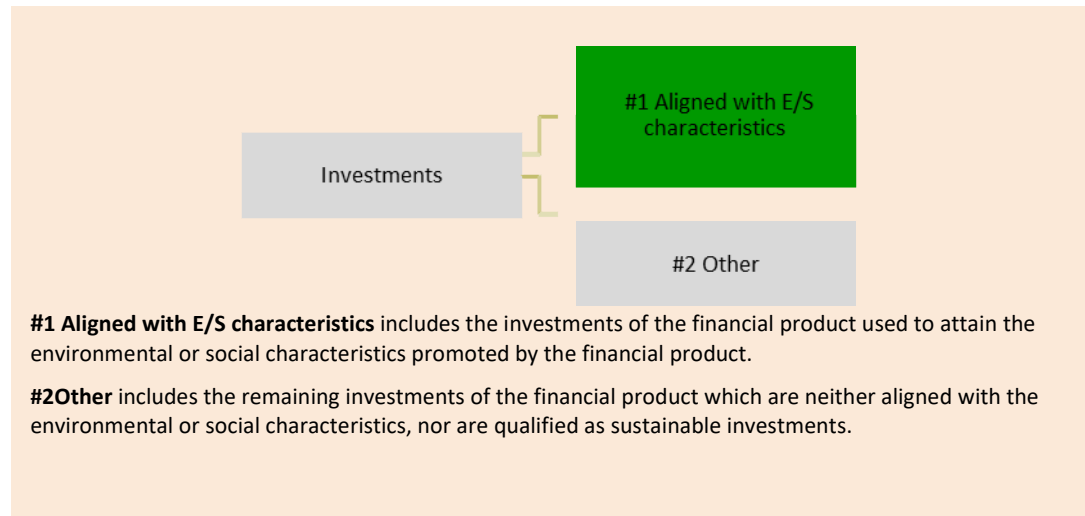 #1 Aligned with E/S
characteristics
Investments
#2 Other
#1 Aligned with E/S characteristics includes the investments of the financial product used to attain the
environmental or social characteristics promoted by the financial product.
#2Other includes the remaining investments of the financial product which are neither aligned with the
environmental or social characteristics, nor are qualified as sustainable investments.